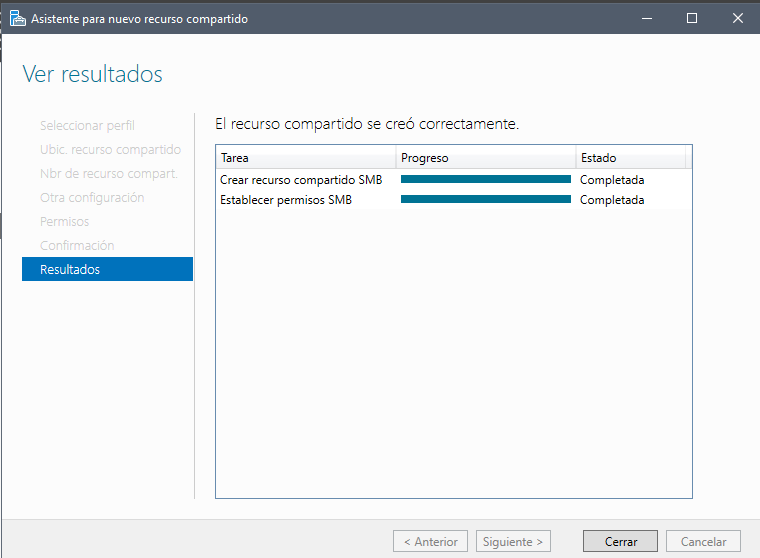 Asistente para nuevo recurso compartido
Ver resultados
Seleccionar perfil
Ubic. recurso compartido
Nbr de recurso compart.
Otra configuración
Permisos
Confirmación
Resultados
El recurso compartido se creó correctamente.
Tarea Progreso Estado
Crear recurso compartido SMB Completada
Establecer permisos SMB Completada
< Anterior Siguiente > Cerrar Cancelar